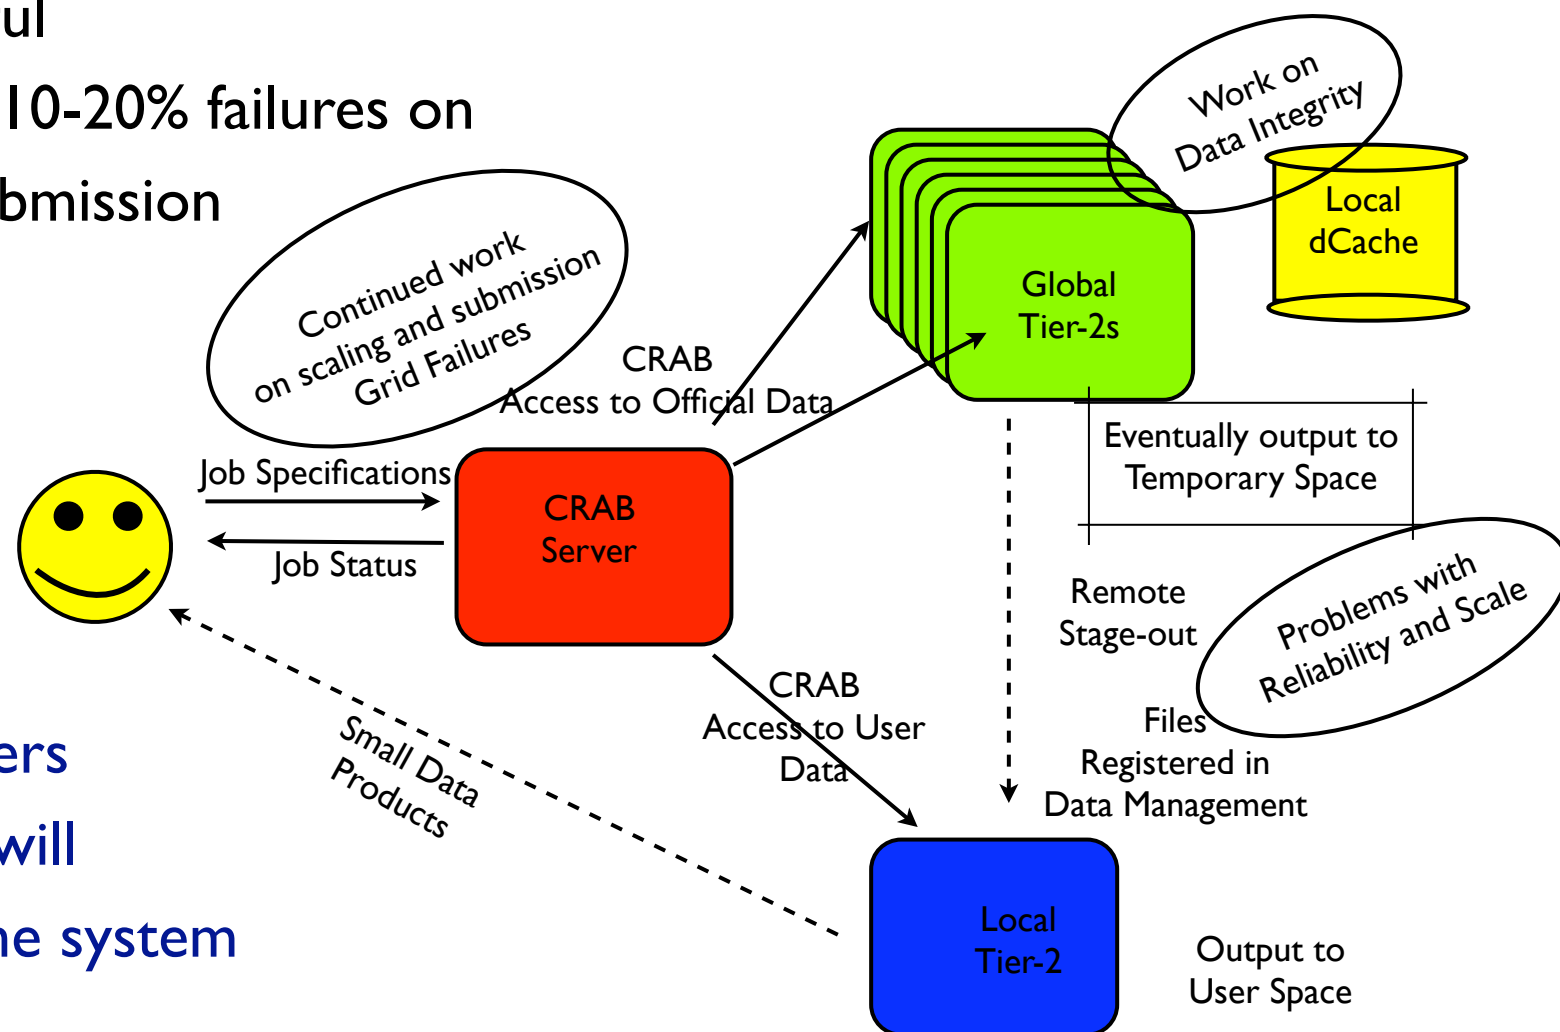 ul
10-20% failures on
bmission
Work on
Data Integrity
Local
dCache
Global
Tier-2s
Continued work
on scaling and submission
Grid Failures
CRAB
Access to Official Data
Eventually output to
Temporary Space
Job Specifications
CRAB
Server
Job Status
Remote
Stage-out
Problems with
Reliability and Scale
CRAB
Access to User
Data
Files
Registered in
Data Management
Small Data
Products
ers
will
system
Local
Tier-2
Output to
User Space